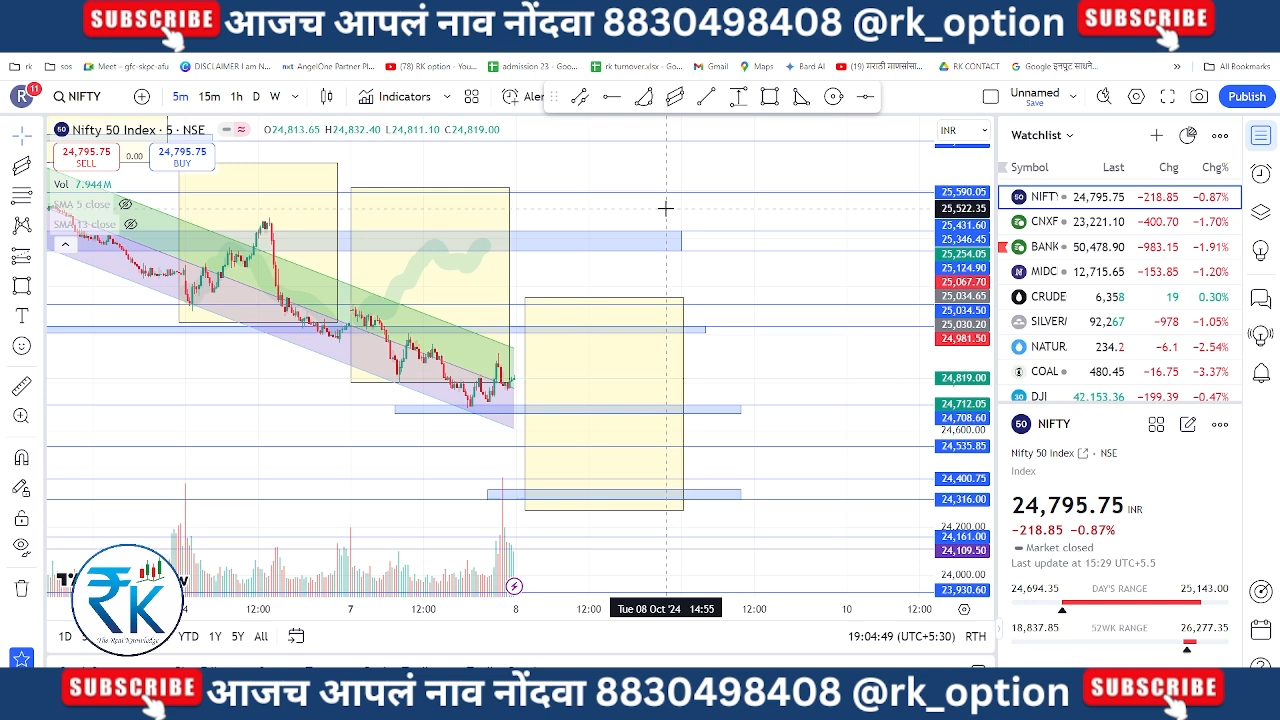 SUBSCRIBE आजच आपलं नाव नोंदवा 8830498408 @rk_option SUBSCRIBE
rk sos Meet – qfc-skpc-afu DISCLAIMER I am N... nxt AngelOne Partner Pl... (78) RK option - You... admission 23 - Goo... rk turnover.xlsx - Go... Gmail Maps Bard AI (19) मराठी माणसांसा... RK CONTACT Google इनपुट साधने... » All Bookmarks
R 11 NIFTY 5m 15m 1h D W Indicators Aler Unnamed Save Publish
50 Nifty 50 Index · 5 · NSE O24,813.65 H24,832.40 L24,811.10 C24,819.00 INR
24,795.75 SELL 0.00 24,795.75 BUY
Vol 7.944M
SMA 5 close
SMA 13 close
25,590.05
25,522.35
25,431.60
25,346.45
25,254.05
25,124.90
25,067.70
25,034.65
25,034.50
25,030.20
24,981.50
24,819.00
24,712.05
24,708.60
24,600.00
24,535.85
24,400.75
24,316.00
24,200.00
24,161.00
24,109.50
24,000.00
23,930.60
4 12:00 7 12:00 8 12:00 Tue 08 Oct '24 14:55 12:00 10 12:00
₹K
The Real Knowledge
1D YTD 1Y 5Y All 19:04:49 (UTC+5:30) RTH
Watchlist
Symbol Last Chg Chg%
50 NIFTY 24,795.75 −218.85 −0.87%
CNXF 23,221.10 −400.70 −1.70%
BANK 50,478.90 −983.15 −1.91%
MIDC 12,715.65 −153.85 −1.20%
CRUDE 6,358 19 0.30%
SILVER 92,267 −978 −1.05%
NATUR 234.2 −6.1 −2.54%
COAL 480.45 −16.75 −3.37%
30 DJI 42,153.36 −199.39 −0.47%
50 NIFTY
Nifty 50 Index · NSE
Index
24,795.75 INR
−218.85 −0.87%
Market closed
Last update at 15:29 UTC+5.5
24,694.35 DAY'S RANGE 25,143.00
18,837.85 52WK RANGE 26,277.35
SUBSCRIBE आजच आपलं नाव नोंदवा 8830498408 @rk_option SUBSCRIBE